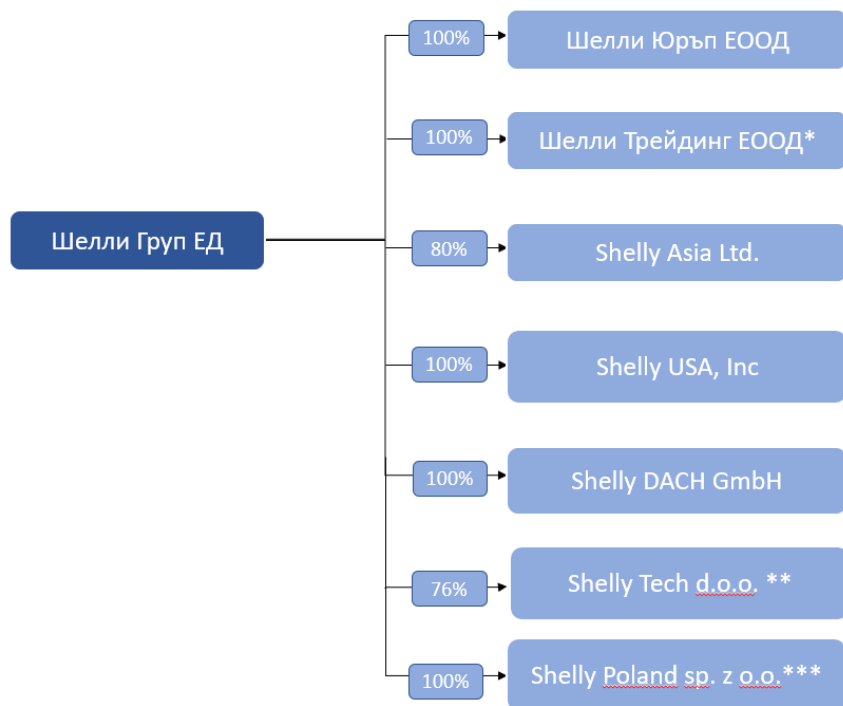 100%
Шелли Юръп ЕООД
100%
Шелли Трейдинг ЕООД*
Шелли Груп ЕД
80%
Shelly Asia Ltd.
100%
Shelly USA, Inc
100%
Shelly DACH GmbH
76%
Shelly Tech d.o.o. **
100%
Shelly Poland sp. z o.o.***